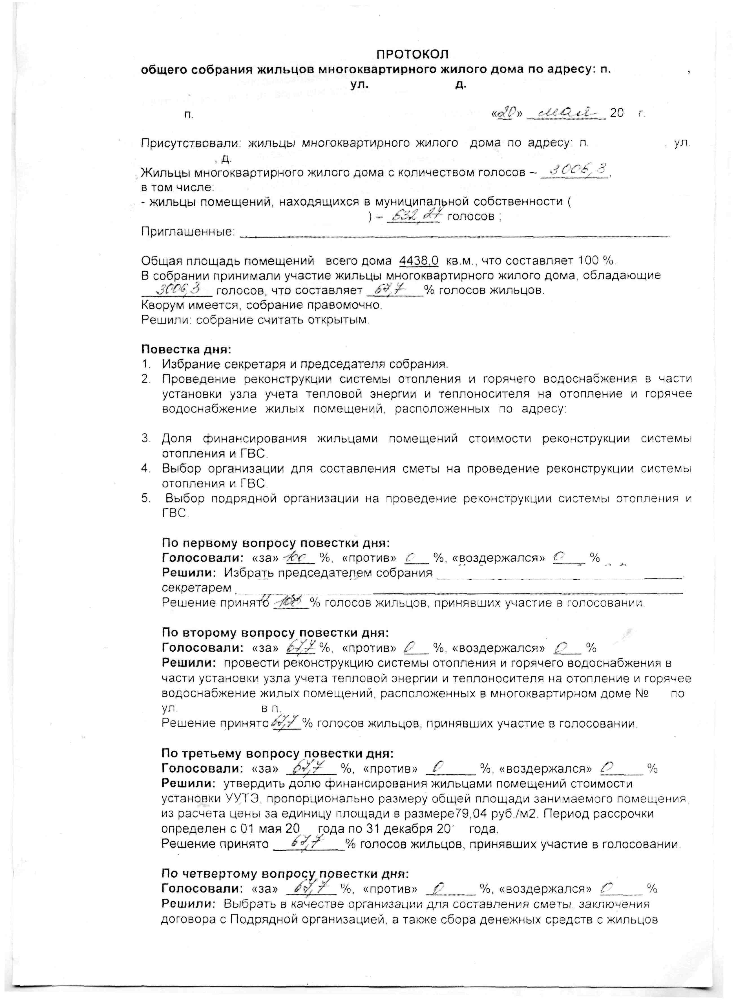 ПРОТОКОЛ
общего собрания жильцов многоквартирного жилого дома по адресу: п. ,
ул. д.
п. «20» мая 20 г.
Присутствовали: жильцы многоквартирного жилого дома по адресу: п. , ул.
, д.
Жильцы многоквартирного жилого дома с количеством голосов – 3006,3,
в том числе:
- жильцы помещений, находящихся в муниципальной собственности (
) – 632,27 голосов ;
Приглашенные:
Общая площадь помещений всего дома 4438,0 кв.м., что составляет 100 %.
В собрании принимали участие жильцы многоквартирного жилого дома, обладающие
3006,3 голосов, что составляет 67,7 % голосов жильцов.
Кворум имеется, собрание правомочно.
Решили: собрание считать открытым.
Повестка дня:
1. Избрание секретаря и председателя собрания.
2. Проведение реконструкции системы отопления и горячего водоснабжения в части
установки узла учета тепловой энергии и теплоносителя на отопление и горячее
водоснабжение жилых помещений, расположенных по адресу:
3. Доля финансирования жильцами помещений стоимости реконструкции системы
отопления и ГВС.
4. Выбор организации для составления сметы на проведение реконструкции системы
отопления и ГВС.
5. Выбор подрядной организации на проведение реконструкции системы отопления и
ГВС.
По первому вопросу повестки дня:
Голосовали: «за» 100 %, «против» 0 %, «воздержался» 0 %
Решили: Избрать председателем собрания ,
секретарем .
Решение принято 100 % голосов жильцов, принявших участие в голосовании.
По второму вопросу повестки дня:
Голосовали: «за» 67,7 %, «против» 0 %, «воздержался» 0 %
Решили: провести реконструкцию системы отопления и горячего водоснабжения в
части установки узла учета тепловой энергии и теплоносителя на отопление и горячее
водоснабжение жилых помещений, расположенных в многоквартирном доме № по
ул. в п.
Решение принято 67,7 % голосов жильцов, принявших участие в голосовании.
По третьему вопросу повестки дня:
Голосовали: «за» 67,7 %, «против» 0 %, «воздержался» 0 %
Решили: утвердить долю финансирования жильцами помещений стоимости
установки УУТЭ, пропорционально размеру общей площади занимаемого помещения,
из расчета цены за единицу площади в размере79,04 руб./м2. Период рассрочки
определен с 01 мая 20 года по 31 декабря 20 года.
Решение принято 67,7 % голосов жильцов, принявших участие в голосовании.
По четвертому вопросу повестки дня:
Голосовали: «за» 67,7 %, «против» 0 %, «воздержался» 0 %
Решили: Выбрать в качестве организации для составления сметы, заключения
договора с Подрядной организацией, а также сбора денежных средств с жильцов